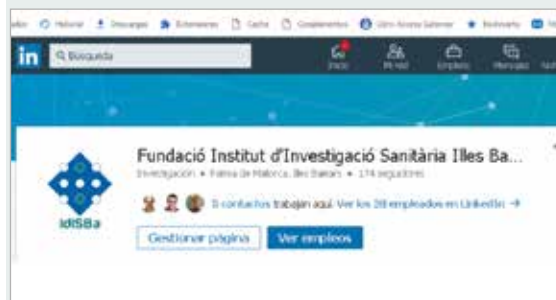 Historial Descargas Extensiones Caché Complementos
in Búsqueda
Inicio Mi red Empleos Mensajes
Fundació Institut d'Investigació Sanitària Illes Ba...
Investigación • Palma de Mallorca, Illes Balears • 174 seguidores
contactos trabajan aquí Ver los 28 empleados en LinkedIn →
IdISBa
Gestionar página Ver empleos